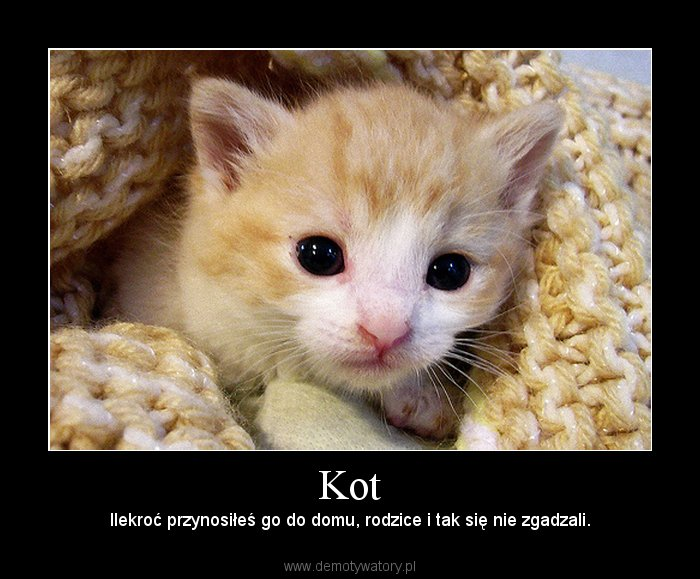 Kot
Ilekroć przynosiłeś go do domu, rodzice i tak się nie zgadzali.
www.demotywatory.pl